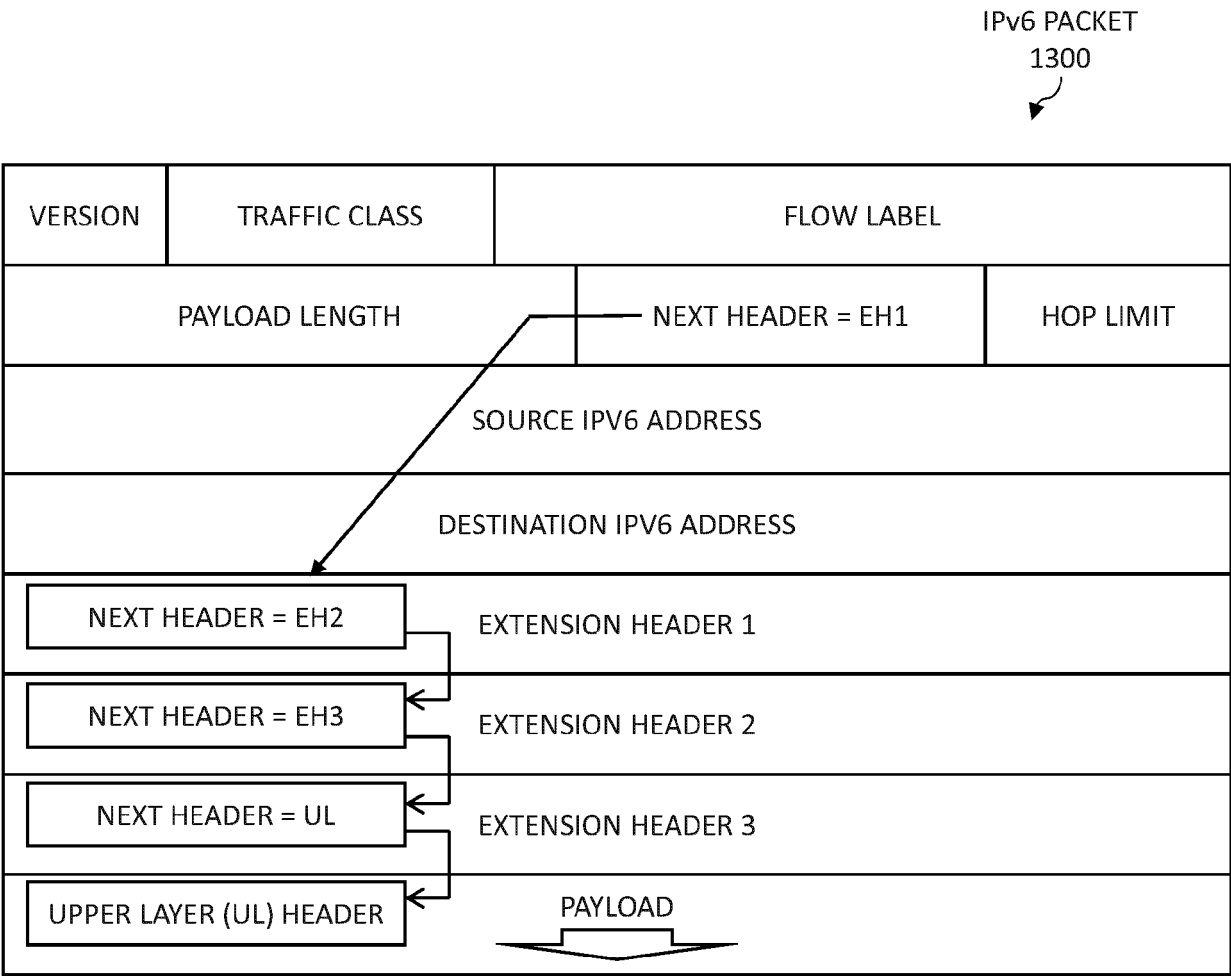 IPv6 PACKET
1300
VERSION
TRAFFIC CLASS
FLOW LABEL
PAYLOAD LENGTH
NEXT HEADER = EH1
HOP LIMIT
SOURCE IPV6 ADDRESS
DESTINATION IPV6 ADDRESS
NEXT HEADER = EH2
EXTENSION HEADER 1
NEXT HEADER = EH3
EXTENSION HEADER 2
NEXT HEADER = UL
EXTENSION HEADER 3
UPPER LAYER (UL) HEADER
PAYLOAD